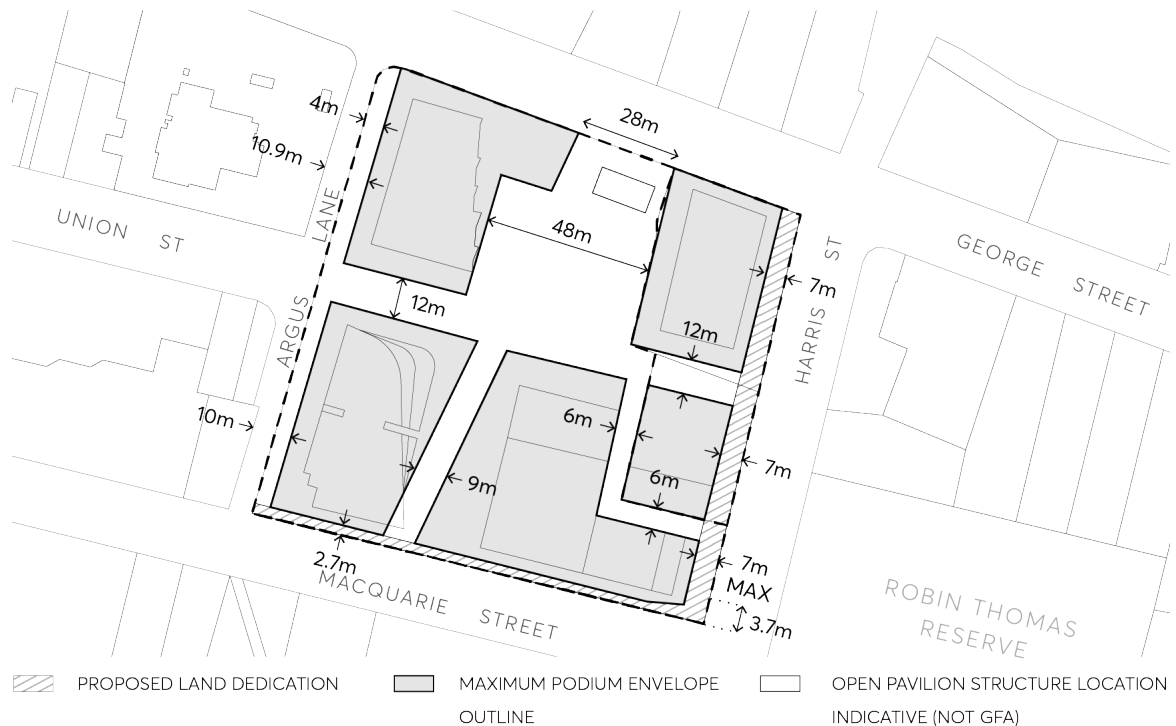 28m
4m
10.9m
UNION ST
ARGUS LANE
48m
GEORGE STREET
7m
HARRIS ST
12m
12m
10m
6m
7m
9m
6m
2.7m
MACQUARIE STREET
7m
MAX
3.7m
ROBIN THOMAS
RESERVE
PROPOSED LAND DEDICATION
MAXIMUM PODIUM ENVELOPE
OUTLINE
OPEN PAVILION STRUCTURE LOCATION
INDICATIVE (NOT GFA)